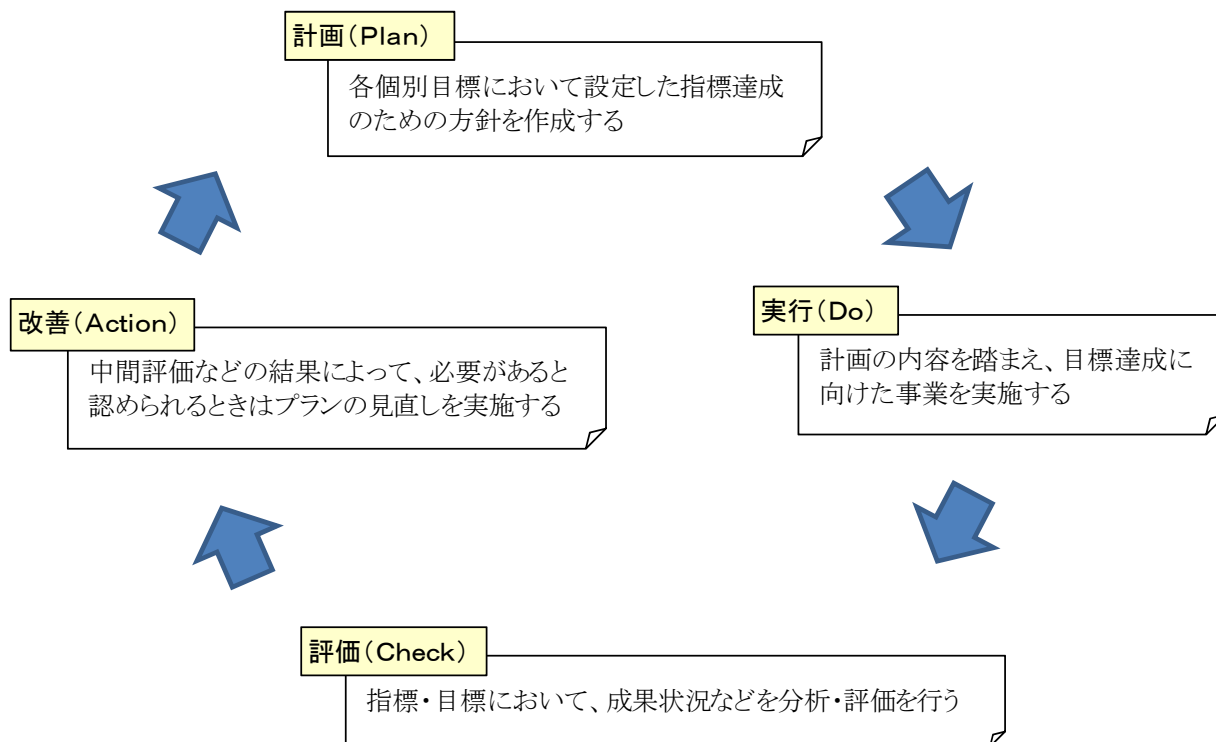 計画（Plan）
各個別目標において設定した指標達成
のための方針を作成する
改善（Action）
中間評価などの結果によって、必要があると
認められるときはプランの見直しを実施する
実行（Do）
計画の内容を踏まえ、目標達成に
向けた事業を実施する
評価（Check）
指標・目標において、成果状況などを分析・評価を行う